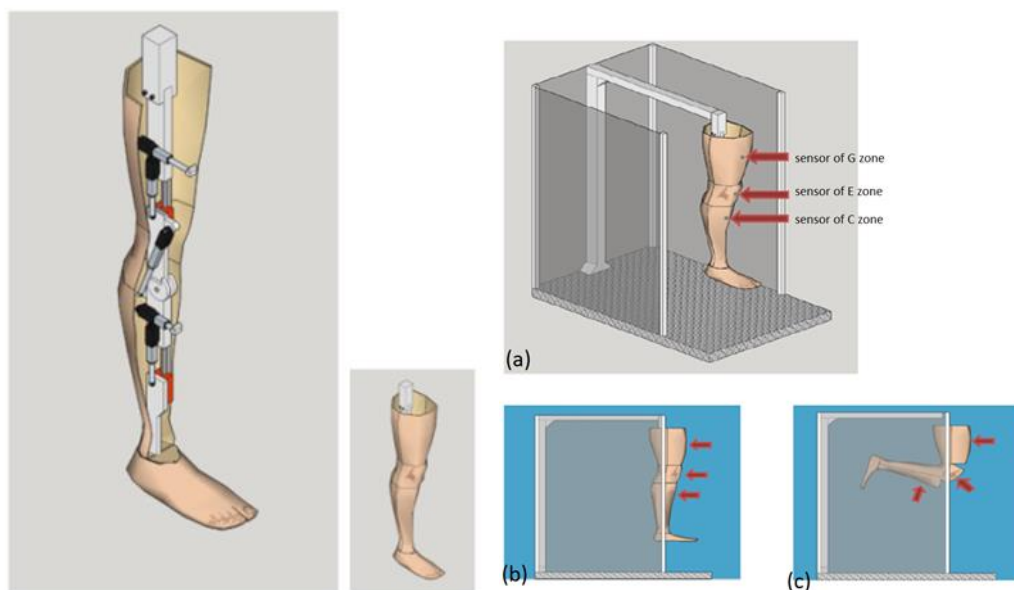 sensor of G zone
sensor of E zone
sensor of C zone
(a)
(b)
(c)